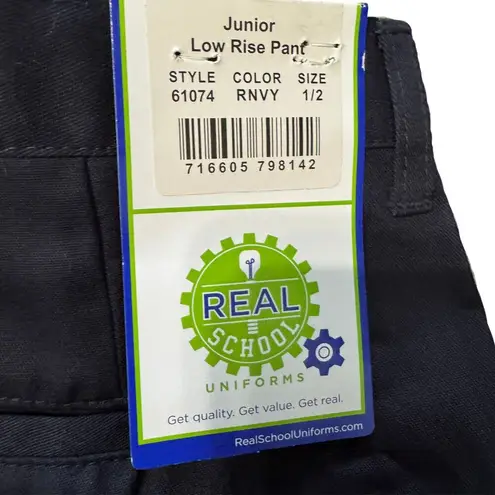 Junior
Low Rise Pant
STYLE COLOR SIZE
61074 RNVY 1/2
716605 798142
REAL
SCHOOL
UNIFORMS
Get quality. Get value. Get real.
RealSchoolUniforms.com